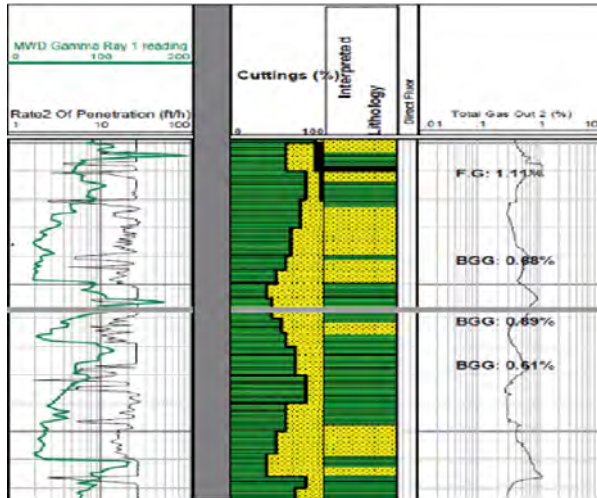 MWD Gamma Ray 1 reading
0 100 200
Rate2 Of Penetration (ft/h)
1 10 100
Cuttings (%)
0 100
Interpreted
Lithology
Direct Fluor
Total Gas Out 2 (%)
.01 .1 1 10
F.G: 1.11%
BGG: 0.68%
BGG: 0.89%
BGG: 0.61%